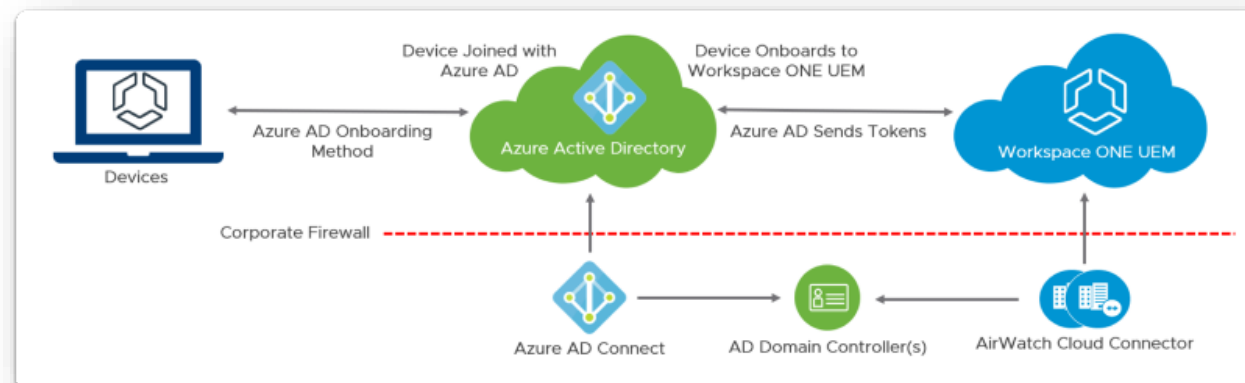 Device Joined with
Azure AD
Device Onboards to
Workspace ONE UEM
Azure AD Onboarding
Method
Azure AD Sends Tokens
Azure Active Directory
Workspace ONE UEM
Devices
Corporate Firewall
Azure AD Connect
AD Domain Controller(s)
AirWatch Cloud Connector